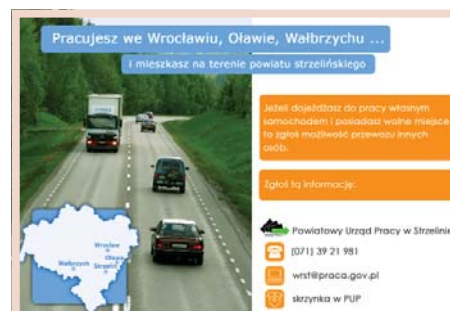 Pracujesz we Wrocławiu, Oławie, Wałbrzychu ...
i mieszkasz na terenie powiatu strzelińskiego
Jeżeli dojeżdżasz do pracy własnym
samochodem i posiadasz wolne miejsce
to zgłoś możliwość przewozu innych
osób.
Zgłoś tą informację:
Powiatowy Urząd Pracy w Strzelinie
(071) 39 21 981
wrst@praca.gov.pl
skrzynka w PUP
Wrocław
Oława
Wałbrzych
Strzelin